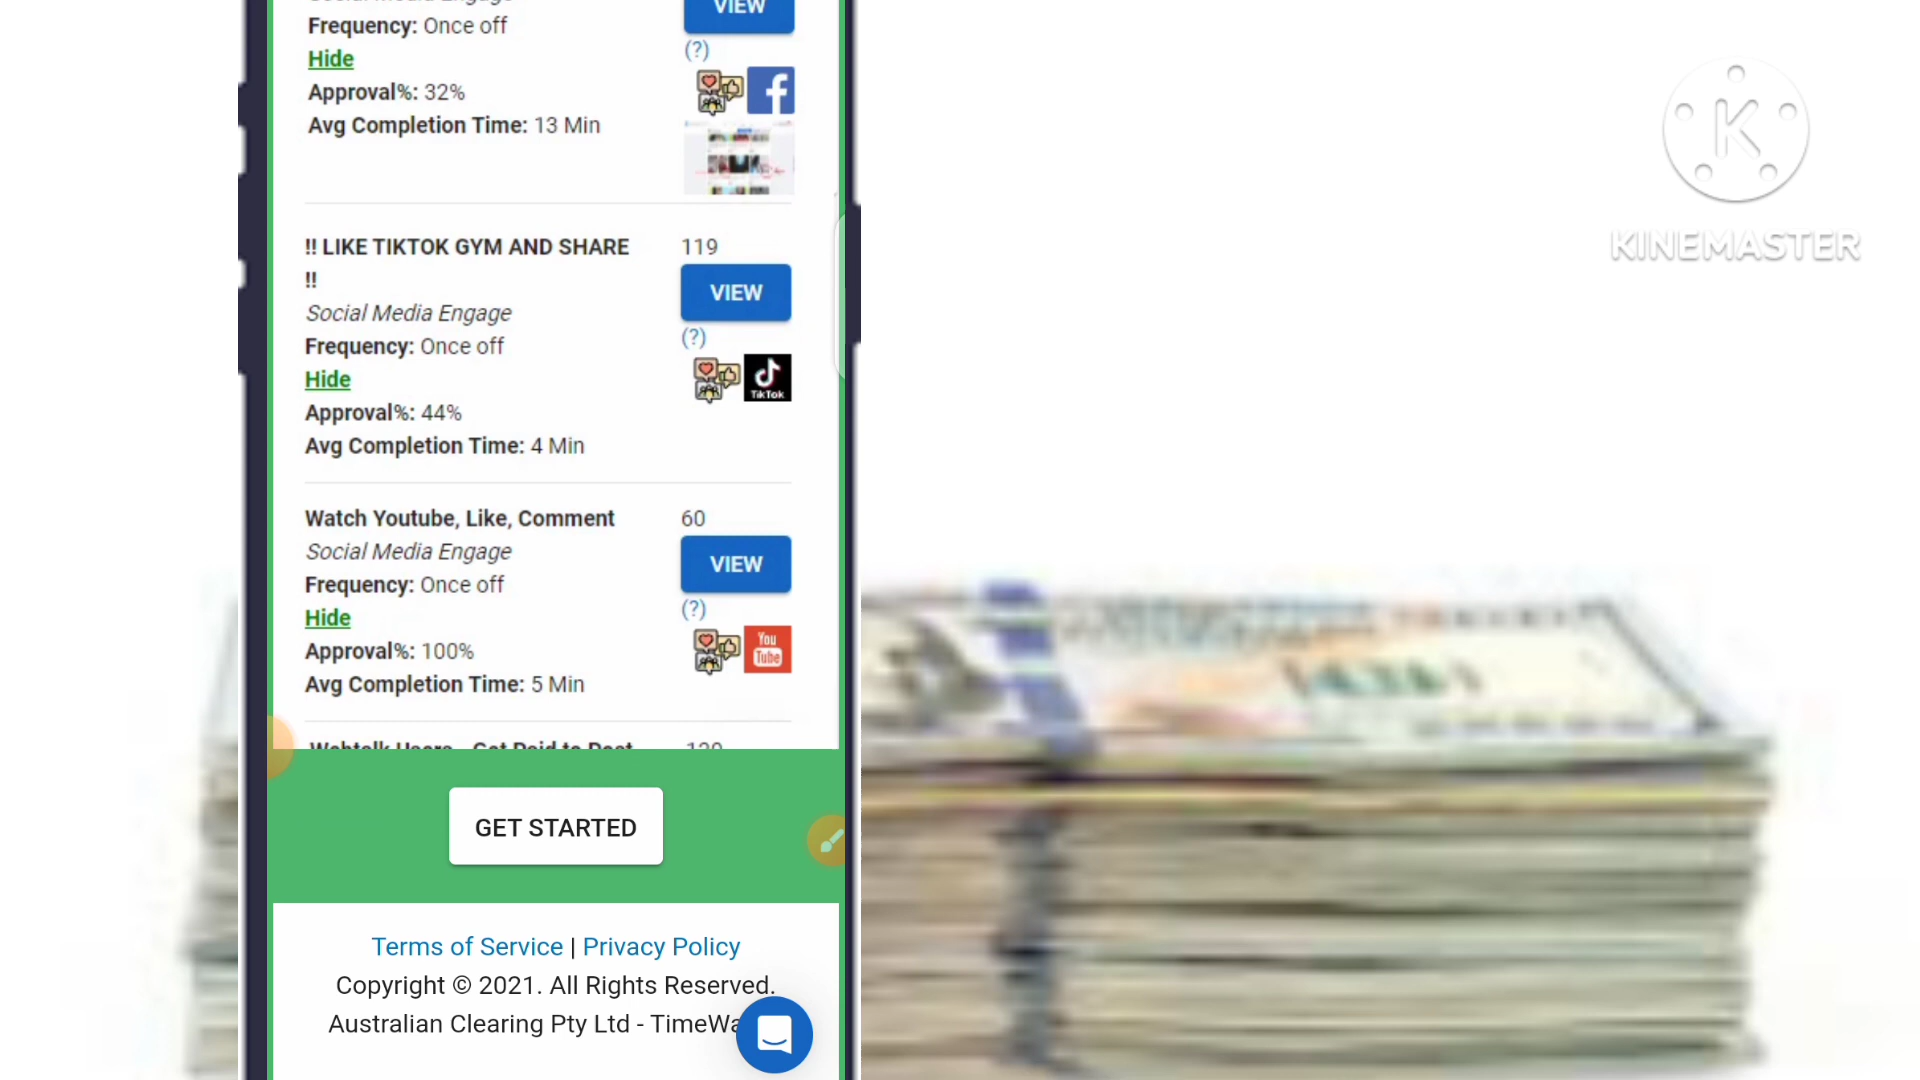 VIEW
Frequency: Once off
(?)
Hide
Approval%: 32%
Avg Completion Time: 13 Min
!! LIKE TIKTOK GYM AND SHARE
!!
119
VIEW
Social Media Engage
(?)
Frequency: Once off
Hide
TikTok
Approval%: 44%
Avg Completion Time: 4 Min
Watch Youtube, Like, Comment
60
Social Media Engage
VIEW
Frequency: Once off
(?)
Hide
You
Tube
Approval%: 100%
Avg Completion Time: 5 Min
GET STARTED
Terms of Service | Privacy Policy
Copyright © 2021. All Rights Reserved.
Australian Clearing Pty Ltd - TimeWa
K
KINEMASTER